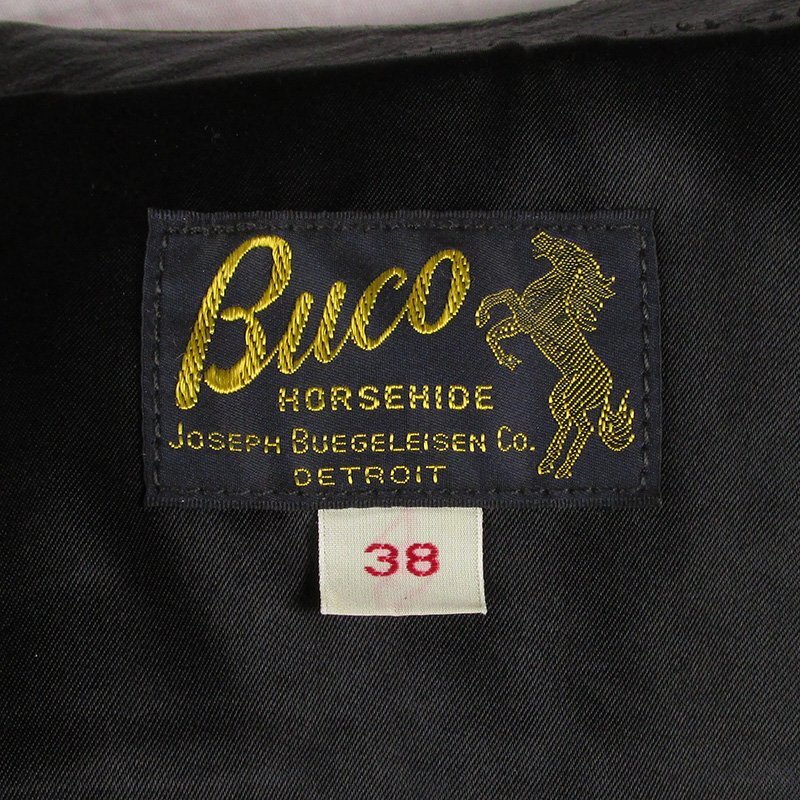 Buco
HORSEHIDE
JOSEPH BUEGELEISEN CO.
DETROIT
38